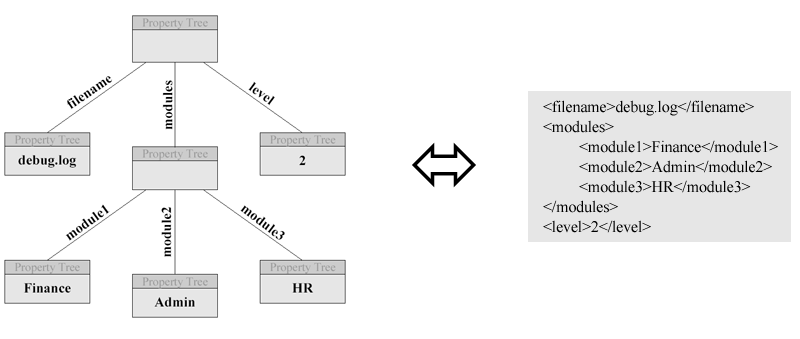 Property Tree
filename
modules
level
Property Tree
debug.log
Property Tree
Property Tree
2
module1
module2
module3
Property Tree
Finance
Property Tree
Admin
Property Tree
HR
<filename>debug.log</filename>
<modules>
<module1>Finance</module1>
<module2>Admin</module2>
<module3>HR</module3>
</modules>
<level>2</level>